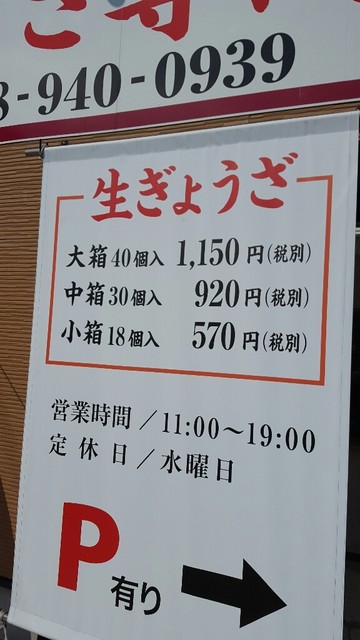 8-940-0939
生ぎょうざ
大箱40個入 1,150円(税別)
中箱30個入 920円(税別)
小箱18個入 570円(税別)
営業時間/11:00～19:00
定休日/水曜日
P有り